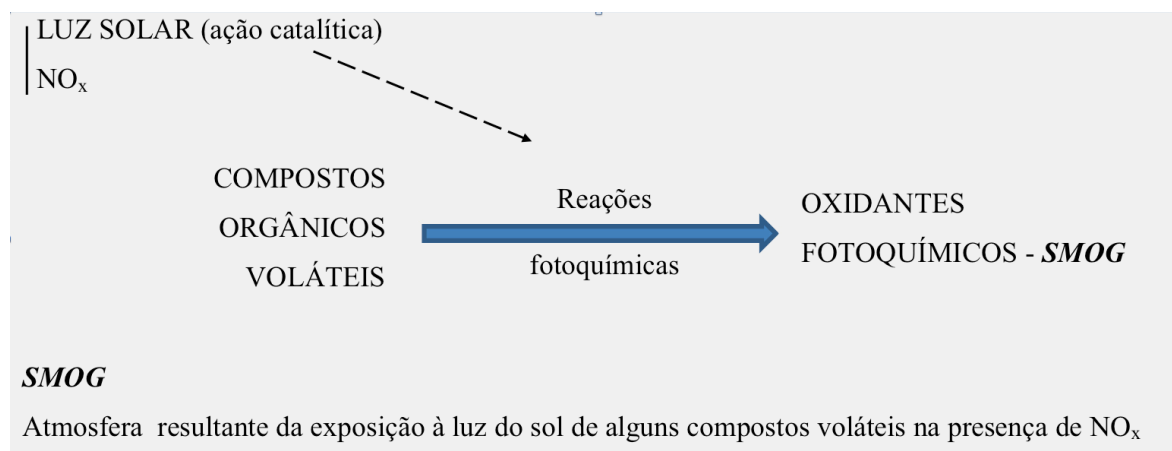 LUZ SOLAR (ação catalítica)
NOₓ
COMPOSTOS
ORGÂNICOS
VOLÁTEIS
Reações
fotoquímicas
OXIDANTES
FOTOQUÍMICOS - SMOG
SMOG
Atmosfera resultante da exposição à luz do sol de alguns compostos voláteis na presença de NOₓ